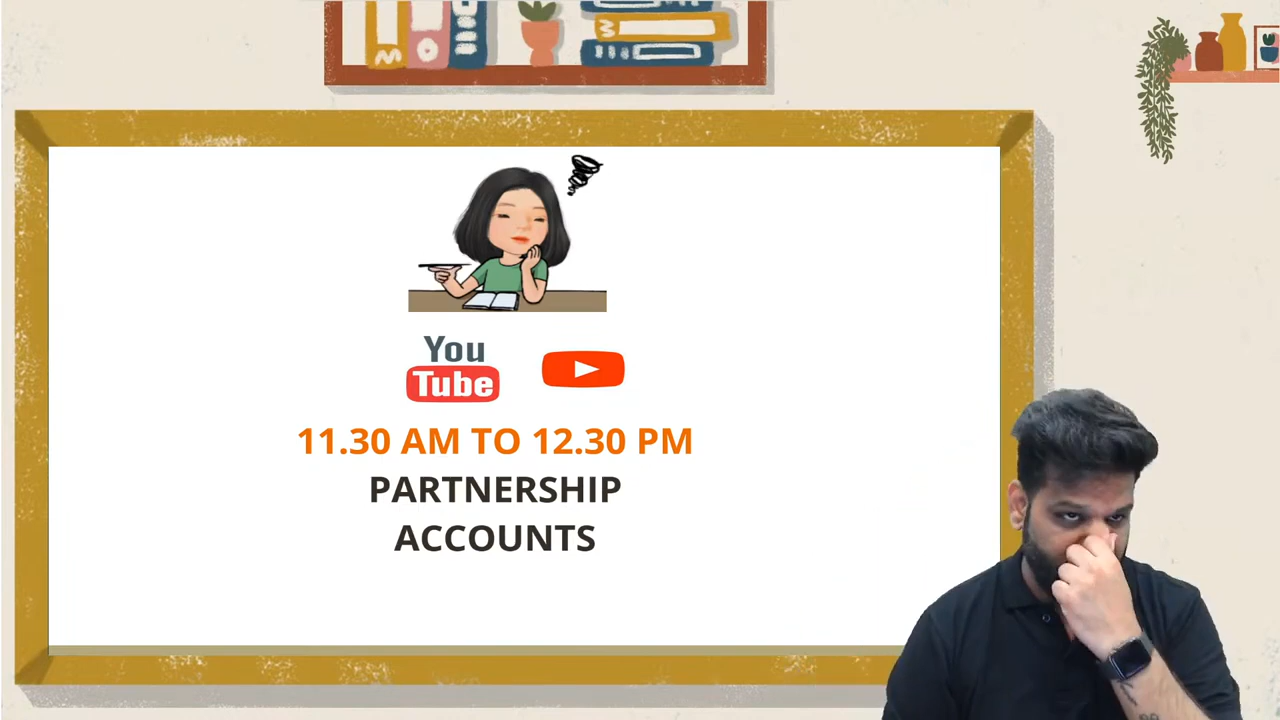 You
Tube
11.30 AM TO 12.30 PM
PARTNERSHIP
ACCOUNTS